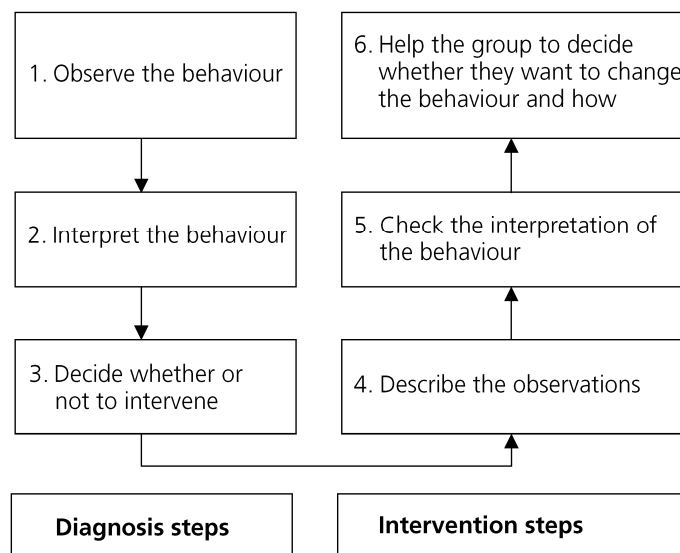 1. Observe the behaviour
2. Interpret the behaviour
3. Decide whether or
not to intervene
6. Help the group to decide
whether they want to change
the behaviour and how
5. Check the interpretation of
the behaviour
4. Describe the observations
Diagnosis steps
Intervention steps